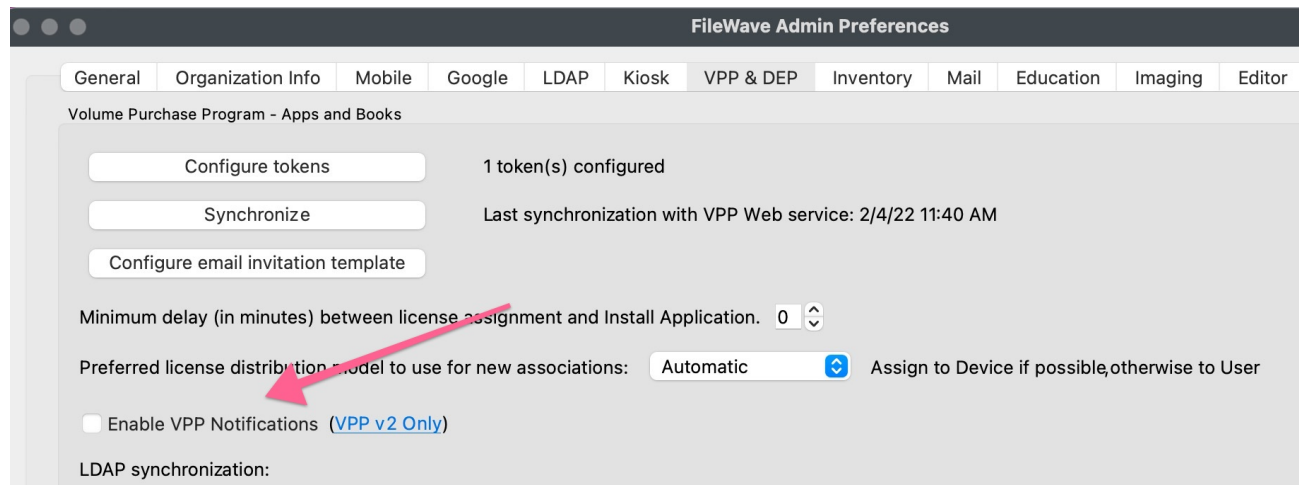 FileWave Admin Preferences
General Organization Info Mobile Google LDAP Kiosk VPP & DEP Inventory Mail Education Imaging Editor
Volume Purchase Program - Apps and Books
Configure tokens 1 token(s) configured
Synchronize Last synchronization with VPP Web service: 2/4/22 11:40 AM
Configure email invitation template
Minimum delay (in minutes) between license assignment and Install Application. 0
Preferred license distribution model to use for new associations: Automatic Assign to Device if possible,otherwise to User
Enable VPP Notifications (VPP v2 Only)
LDAP synchronization: